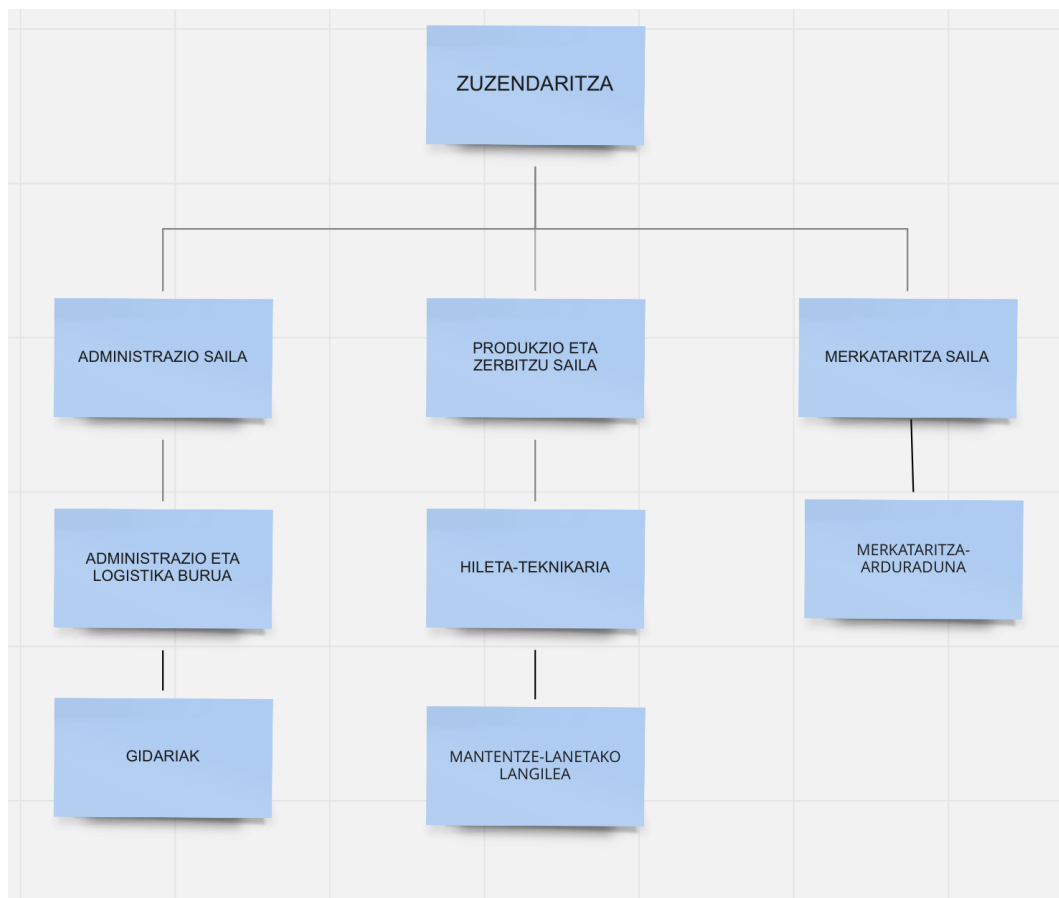 ZUZENDARITZA
ADMINISTRAZIO SAILA
PRODUKZIO ETA
ZERBITZU SAILA
MERKATARITZA SAILA
ADMINISTRAZIO ETA
LOGISTIKA BURUA
HILETA-TEKNIKARIA
MERKATARITZA-
ARDURADUNA
GIDARIAK
MANTENTZE-LANETAKO
LANGILEA